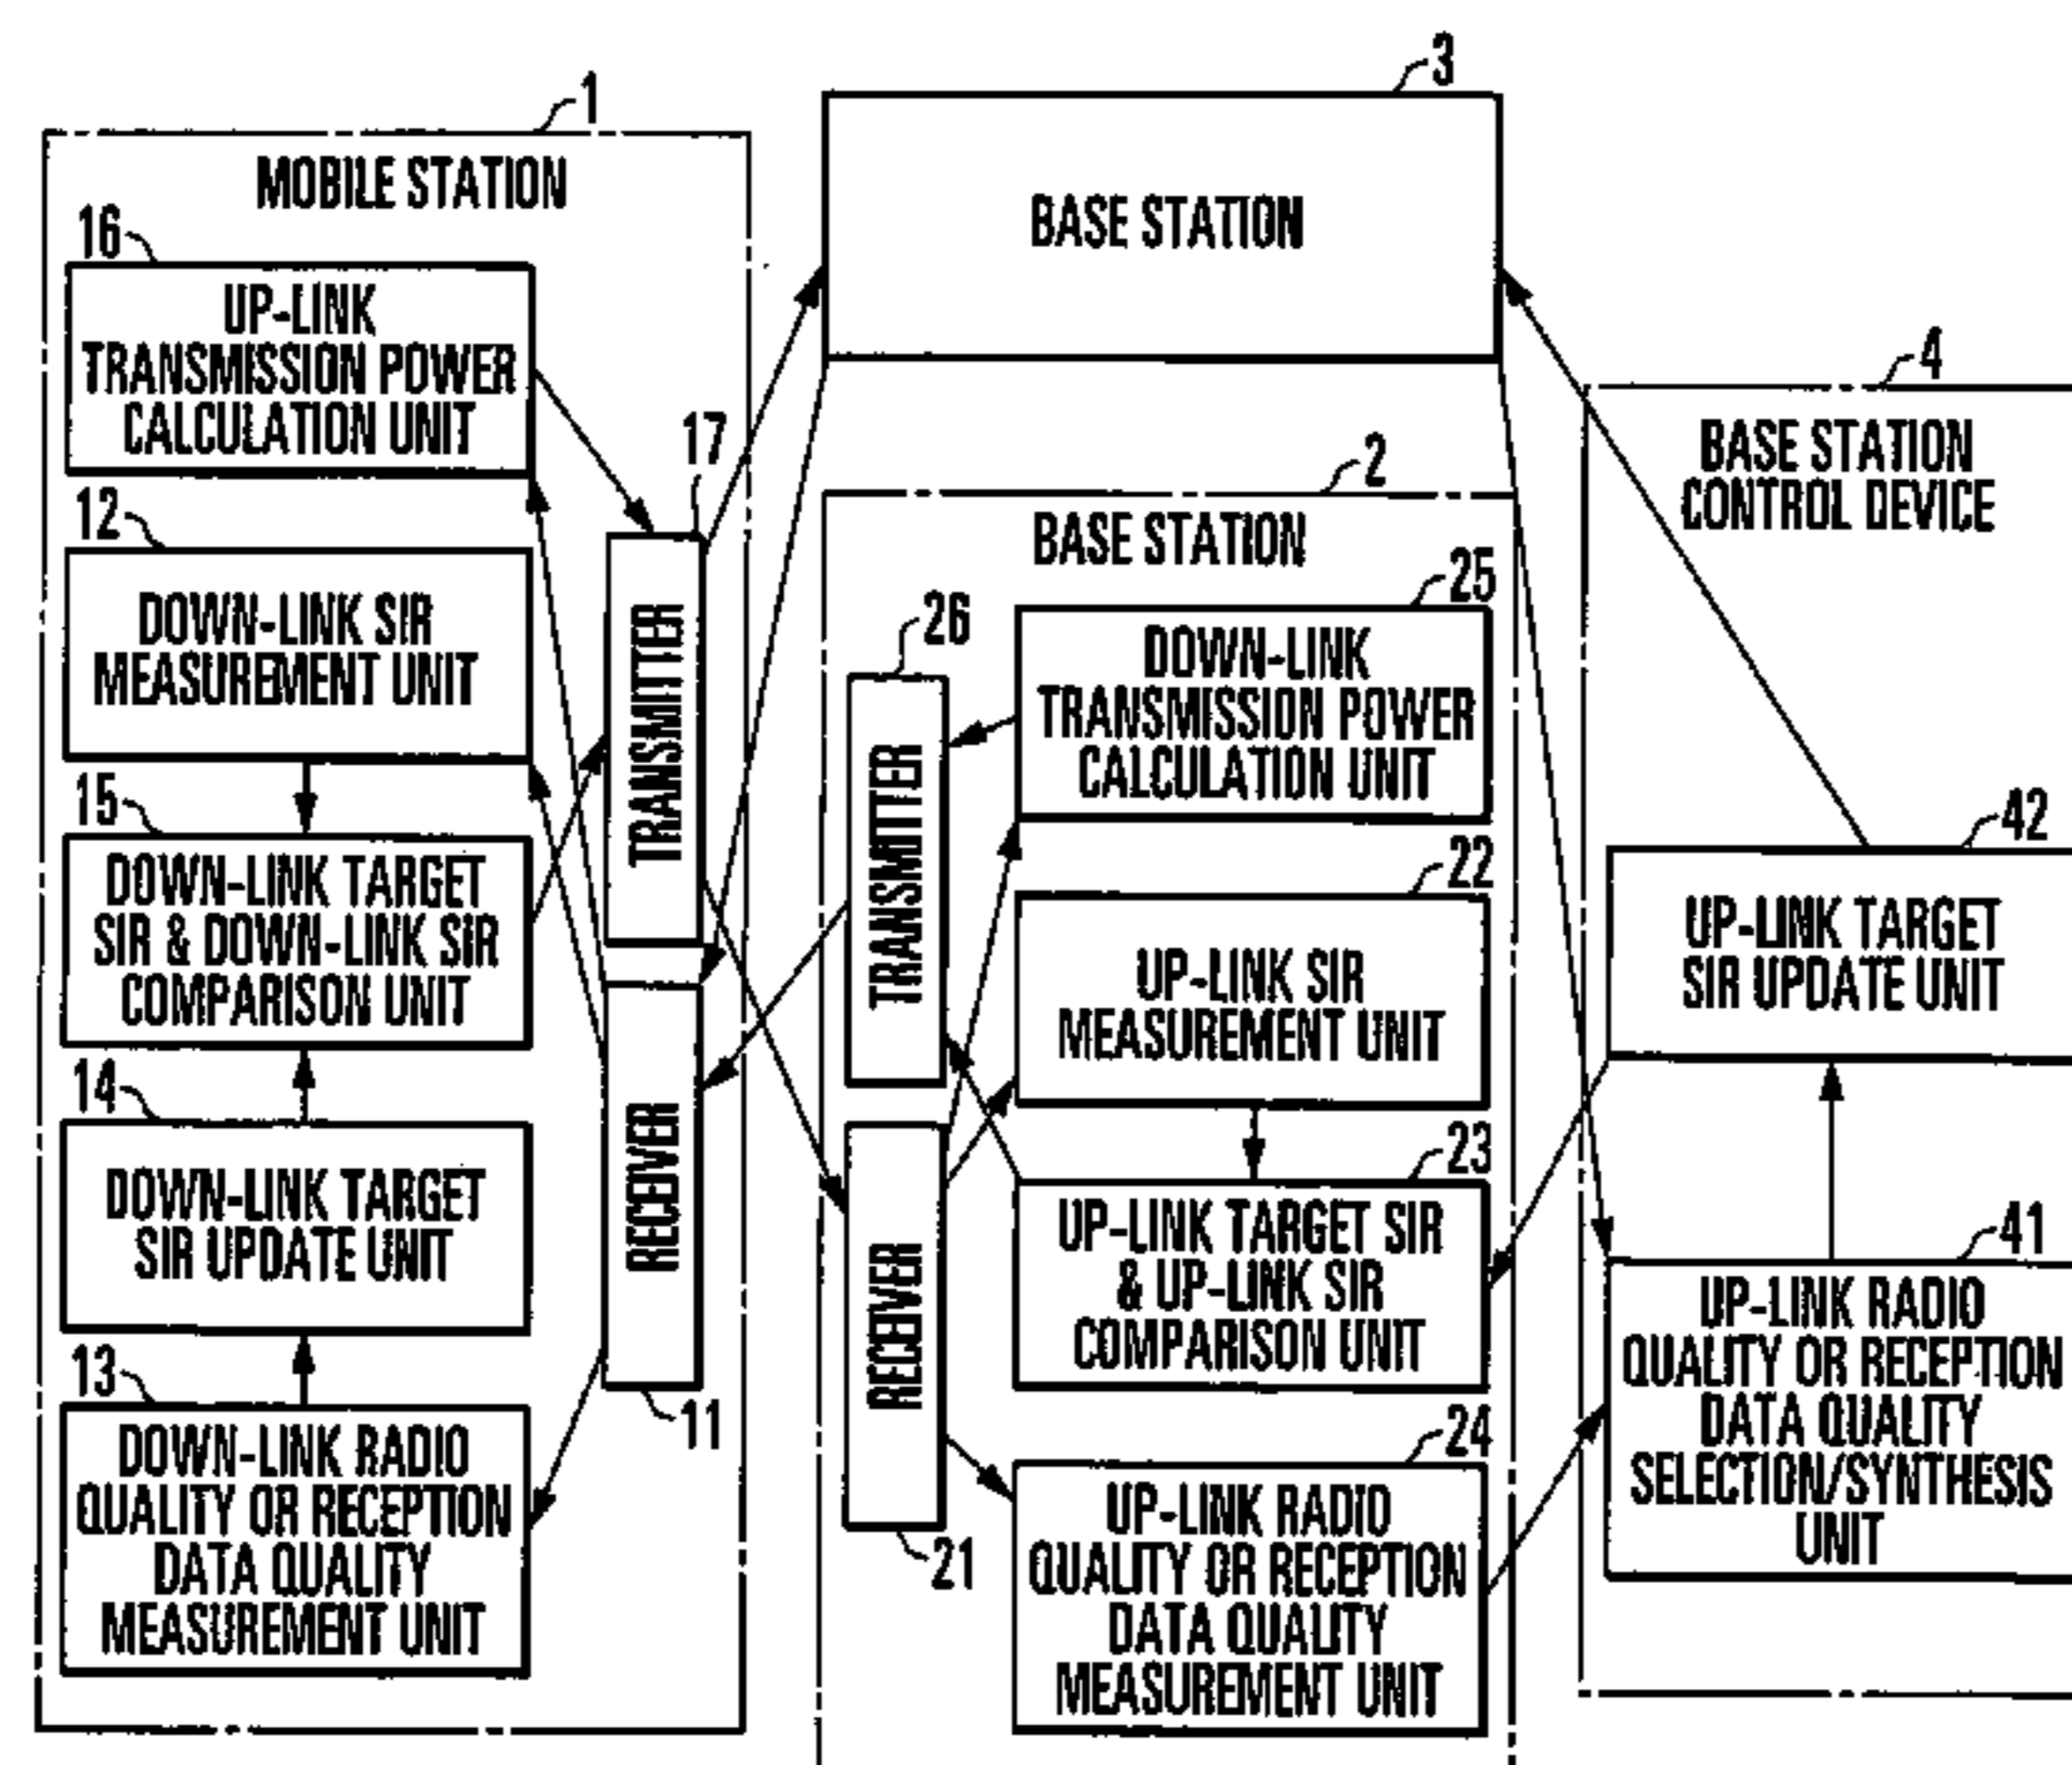 1
MOBILE STATION
16
UP-LINK
TRANSMISSION POWER
CALCULATION UNIT
12
DOWN-LINK SIR
MEASUREMENT UNIT
15
DOWN-LINK TARGET
SIR & DOWN-LINK SIR
COMPARISON UNIT
14
DOWN-LINK TARGET
SIR UPDATE UNIT
13
DOWN-LINK RADIO
QUALITY OR RECEPTION
DATA QUALITY
MEASUREMENT UNIT
17
TRANSMITTER
RECEIVER
11
3
BASE STATION
2
BASE STATION
26
TRANSMITTER
RECEIVER
21
25
DOWN-LINK
TRANSMISSION POWER
CALCULATION UNIT
22
UP-LINK SIR
MEASUREMENT UNIT
23
UP-LINK TARGET SIR
& UP-LINK SIR
COMPARISON UNIT
24
UP-LINK RADIO
QUALITY OR RECEPTION
DATA QUALITY
MEASUREMENT UNIT
4
BASE STATION
CONTROL DEVICE
42
UP-LINK TARGET
SIR UPDATE UNIT
41
UP-LINK RADIO
QUALITY OR RECEPTION
DATA QUALITY
SELECTION/SYNTHESIS
UNIT